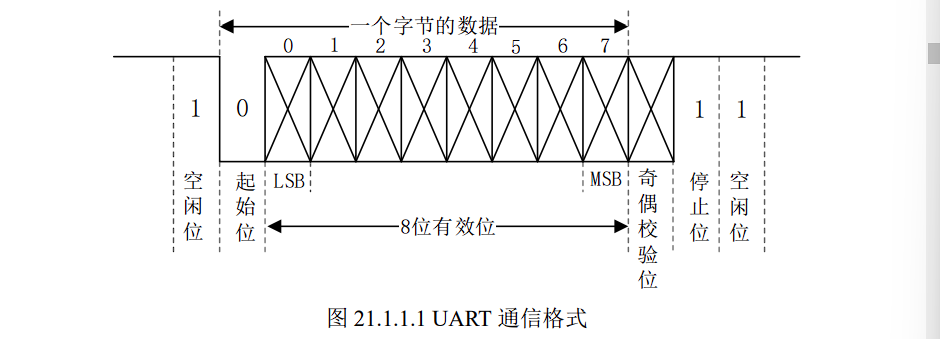 一个字节的数据
0 1 2 3 4 5 6 7
1 0 1 1
空闲位 起始位 LSB MSB 奇偶校验位 停止位 空闲位
8位有效位
图 21.1.1.1 UART 通信格式